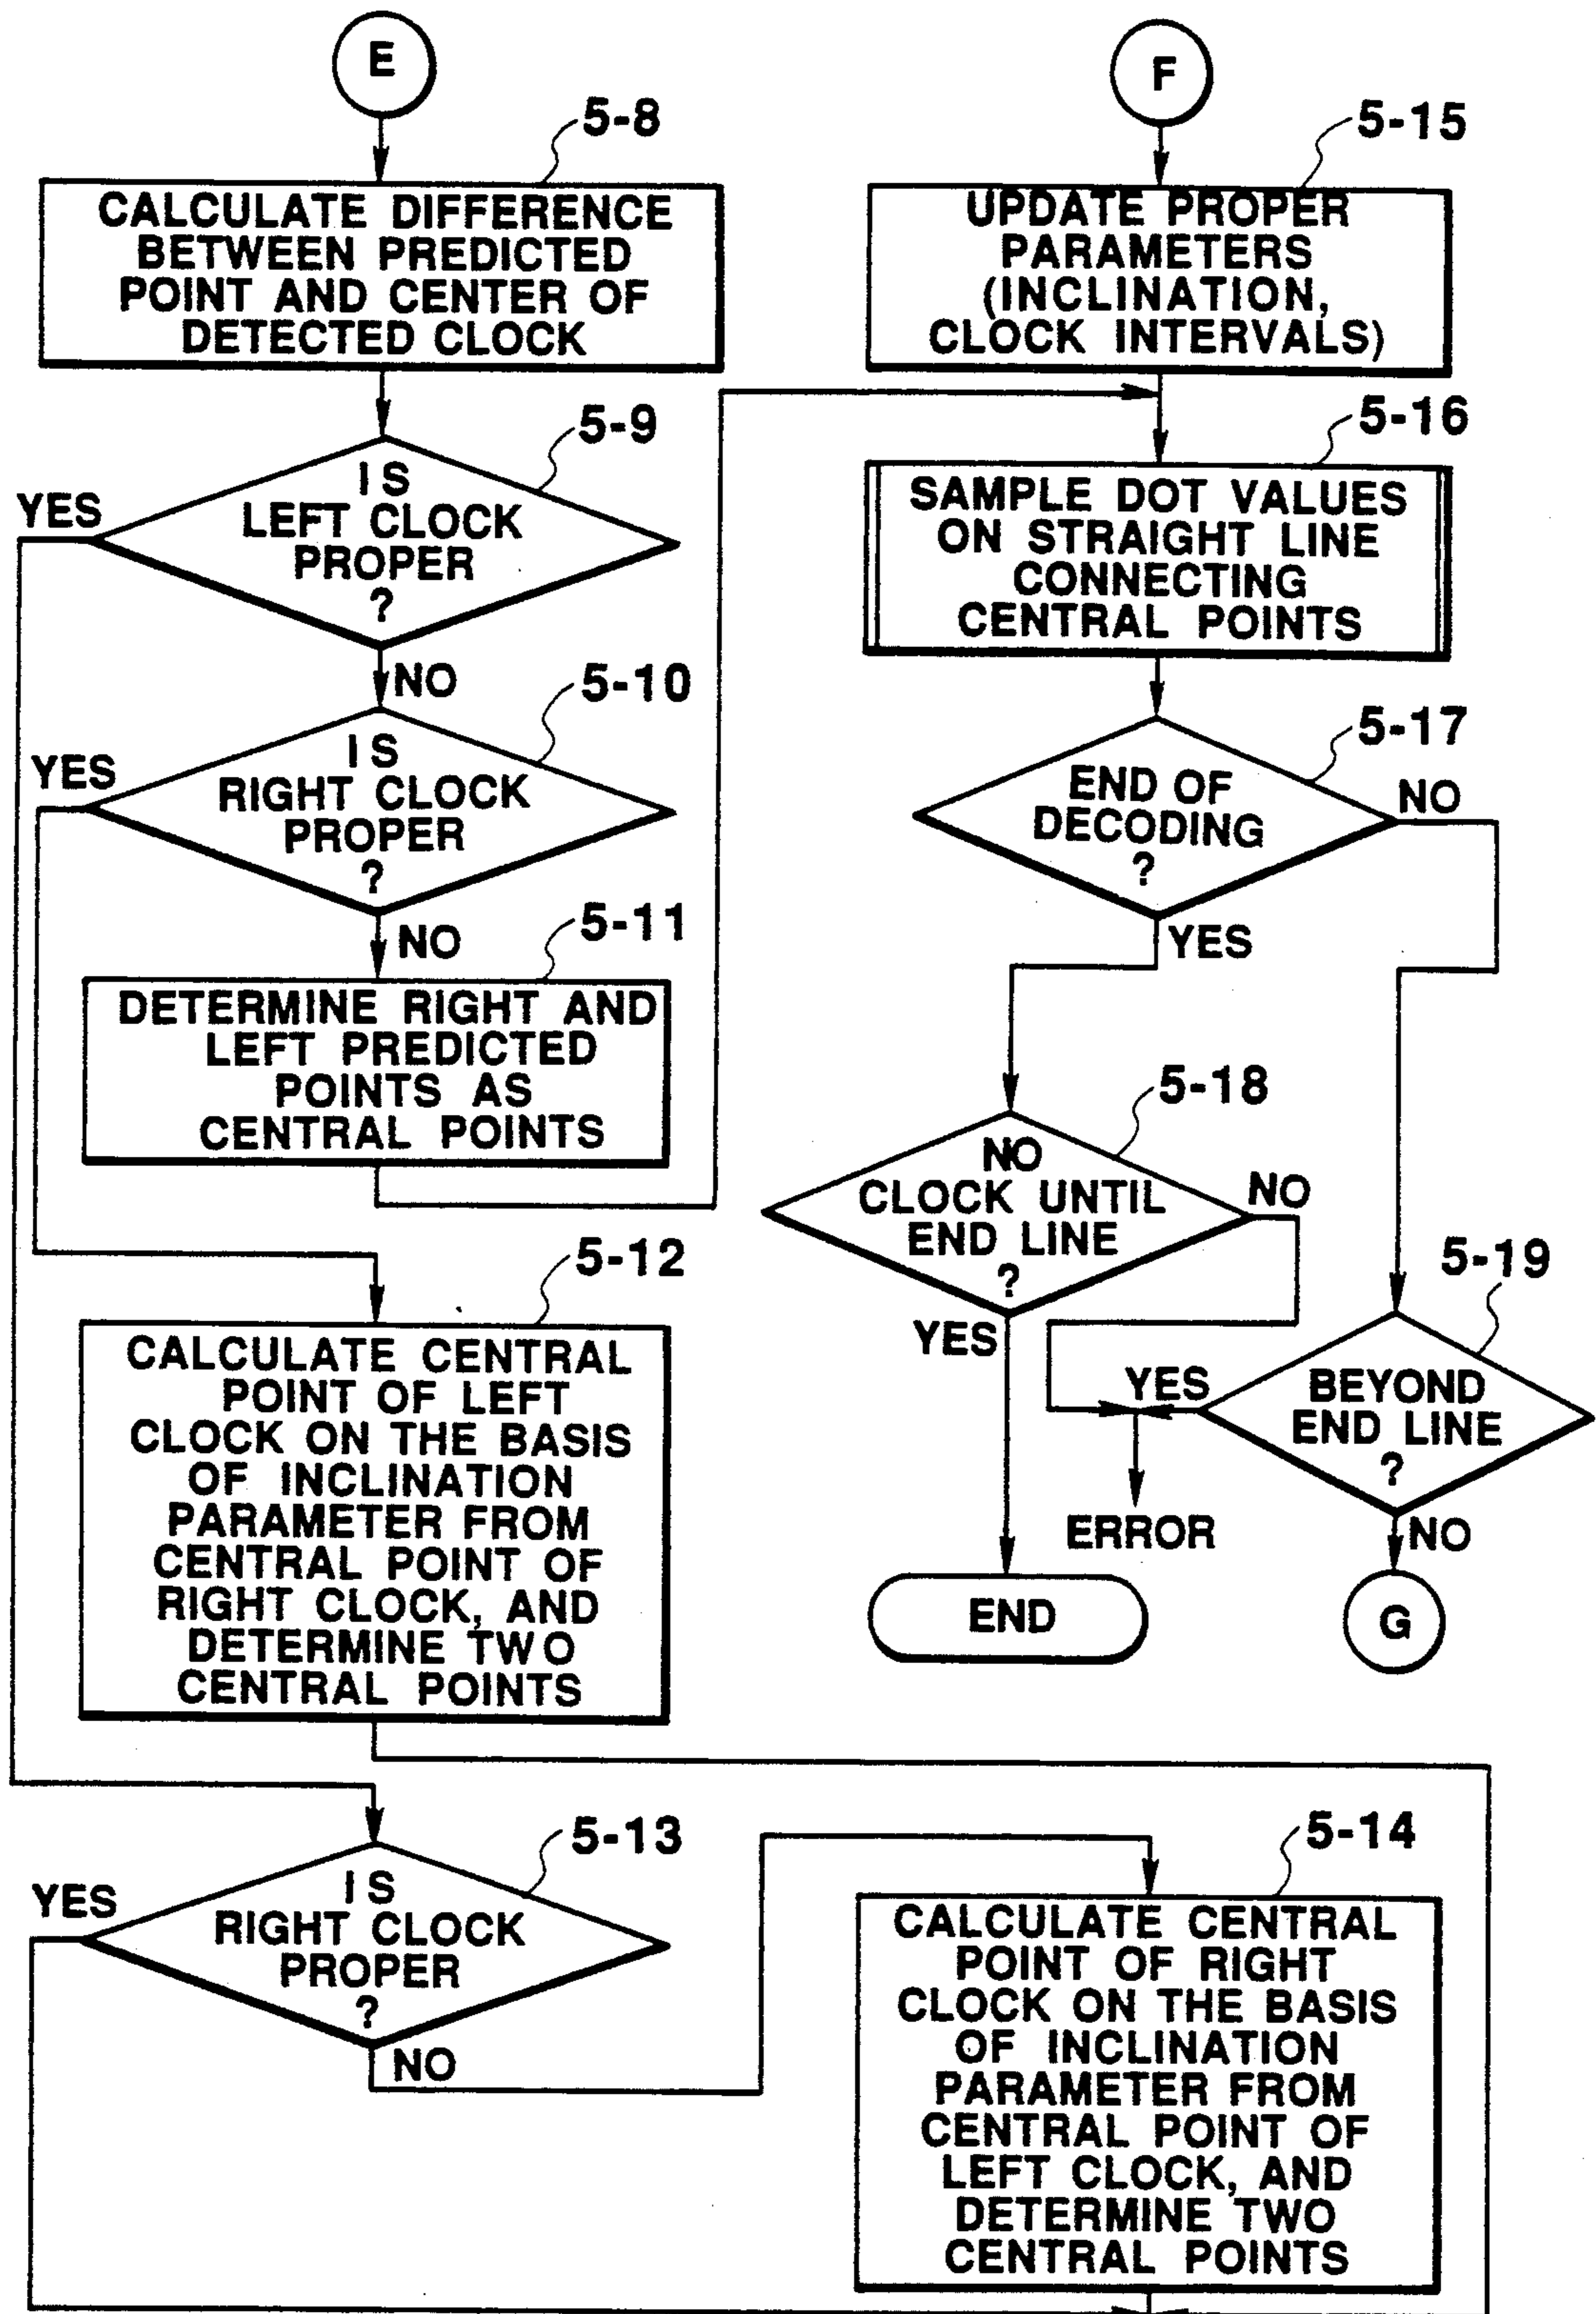 E
5-8
CALCULATE DIFFERENCE
BETWEEN PREDICTED
POINT AND CENTER OF
DETECTED CLOCK
5-9
IS
LEFT CLOCK
PROPER
?
YES
NO
5-10
IS
RIGHT CLOCK
PROPER
?
YES
NO
5-11
DETERMINE RIGHT AND
LEFT PREDICTED
POINTS AS
CENTRAL POINTS
5-12
CALCULATE CENTRAL
POINT OF LEFT
CLOCK ON THE BASIS
OF INCLINATION
PARAMETER FROM
CENTRAL POINT OF
RIGHT CLOCK, AND
DETERMINE TWO
CENTRAL POINTS
5-13
IS
RIGHT CLOCK
PROPER
?
YES
NO
5-14
CALCULATE CENTRAL
POINT OF RIGHT
CLOCK ON THE BASIS
OF INCLINATION
PARAMETER FROM
CENTRAL POINT OF
LEFT CLOCK, AND
DETERMINE TWO
CENTRAL POINTS
F
5-15
UPDATE PROPER
PARAMETERS
(INCLINATION,
CLOCK INTERVALS)
5-16
SAMPLE DOT VALUES
ON STRAIGHT LINE
CONNECTING
CENTRAL POINTS
5-17
END OF
DECODING
?
NO
YES
5-18
NO
CLOCK UNTIL
END LINE
?
NO
YES
5-19
BEYOND
END LINE
?
YES
NO
ERROR
END
G